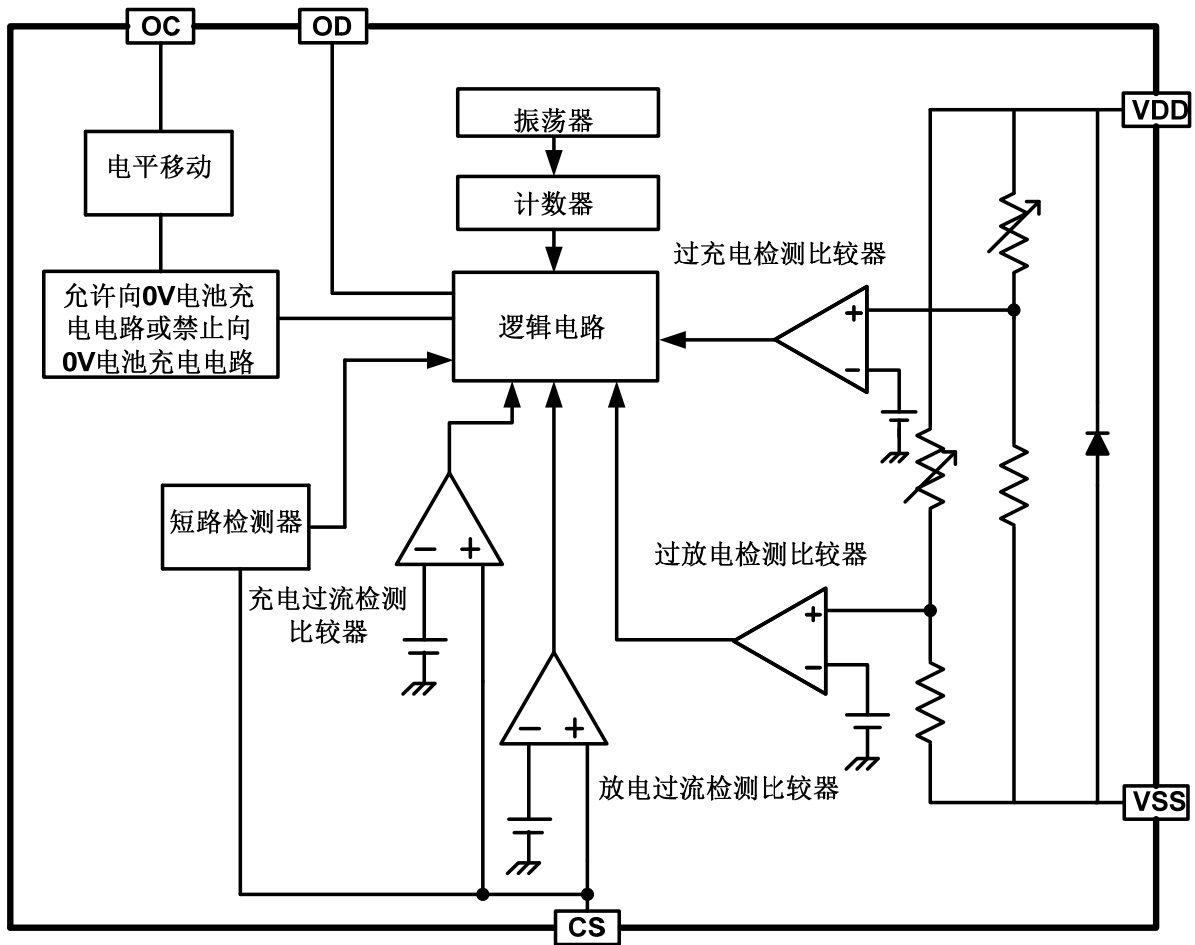 OC
OD
VDD
振荡器
电平移动
计数器
过充电检测比较器
允许向0V电池充
电电路或禁止向
0V电池充电电路
逻辑电路
+
−
短路检测器
− +
过放电检测比较器
充电过流检测
比较器
+
−
− +
放电过流检测比较器
VSS
CS